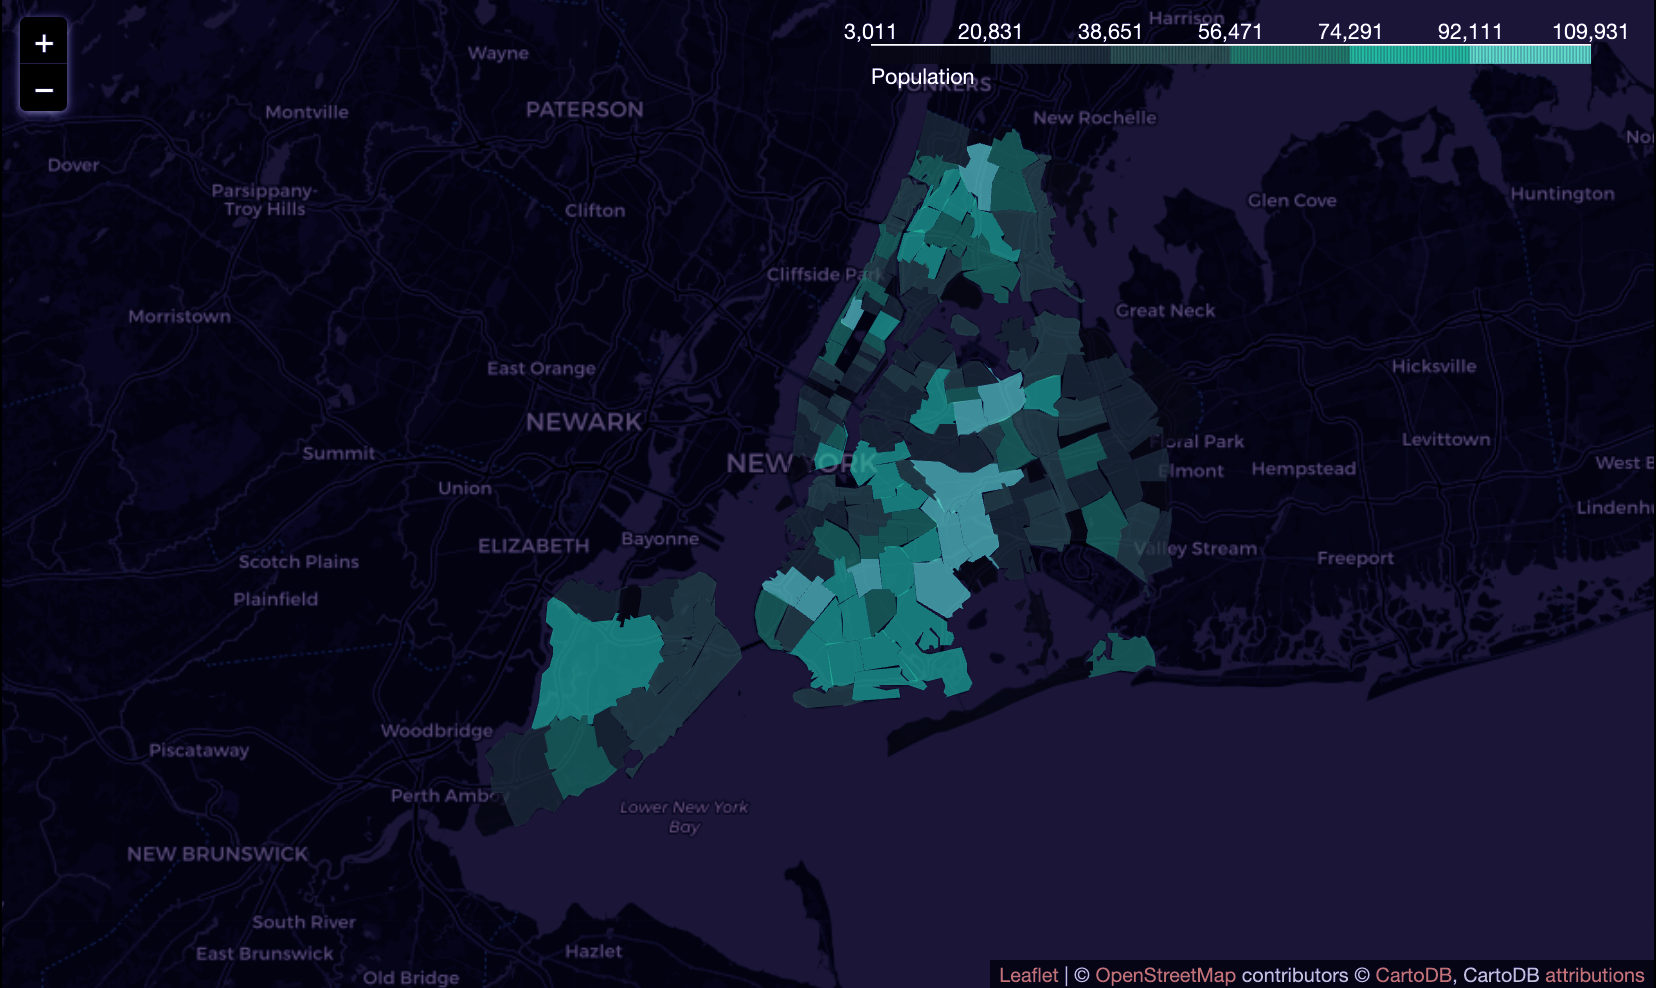 +
−
3,011 20,831 38,651 56,471 74,291 92,111 109,931
Population
Harrison
Wayne
YONKERS
PATERSON
Montville
New Rochelle
Dover
Parsippany-
Troy Hills
Clifton
Glen Cove
Huntington
Cliffside Park
Great Neck
Morristown
East Orange
Hicksville
NEWARK
NEW YORK
Floral Park
Levittown
Summit
Elmont
Hempstead
West B
Union
Lindenhu
ELIZABETH
Bayonne
Valley Stream
Freeport
Scotch Plains
Plainfield
Woodbridge
Piscataway
Perth Amboy
Lower New York
Bay
NEW BRUNSWICK
South River
East Brunswick
Hazlet
Old Bridge
Leaflet | © OpenStreetMap contributors © CartoDB, CartoDB attributions